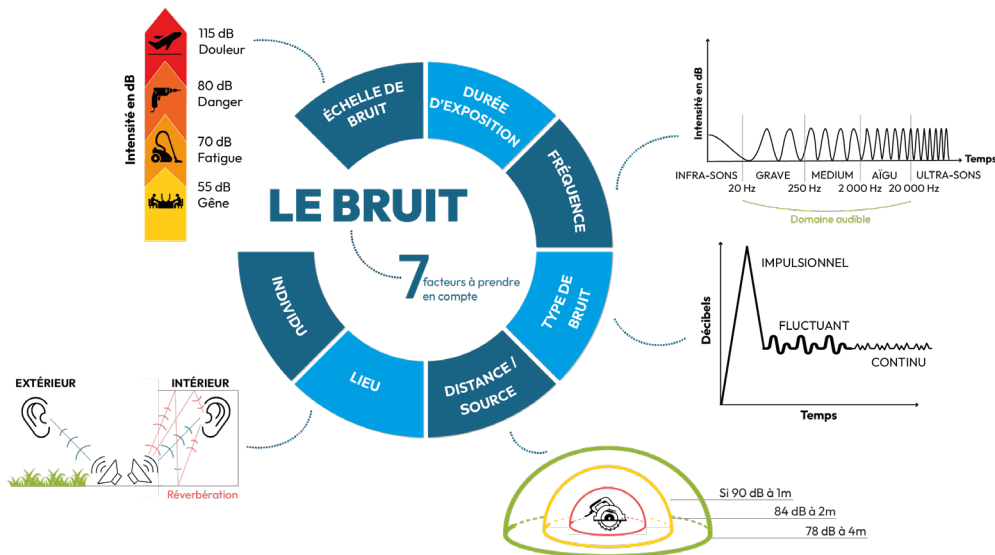 115 dB
Douleur
80 dB
Danger
70 dB
Fatigue
55 dB
Gêne
Intensité en dB
ÉCHELLE DE
BRUIT
DURÉE
D'EXPOSITION
FRÉQUENCE
TYPE DE
BRUIT
DISTANCE /
SOURCE
LIEU
INDIVIDU
LE BRUIT
7
facteurs à prendre
en compte
Intensité en dB
Temps
INFRA-SONS
GRAVE
MEDIUM
AÏGU
ULTRA-SONS
20 Hz
250 Hz
2 000 Hz
20 000 Hz
Domaine audible
Décibels
IMPULSIONNEL
FLUCTUANT
CONTINU
Temps
EXTÉRIEUR
INTÉRIEUR
Réverbération
Si 90 dB à 1m
84 dB à 2m
78 dB à 4m